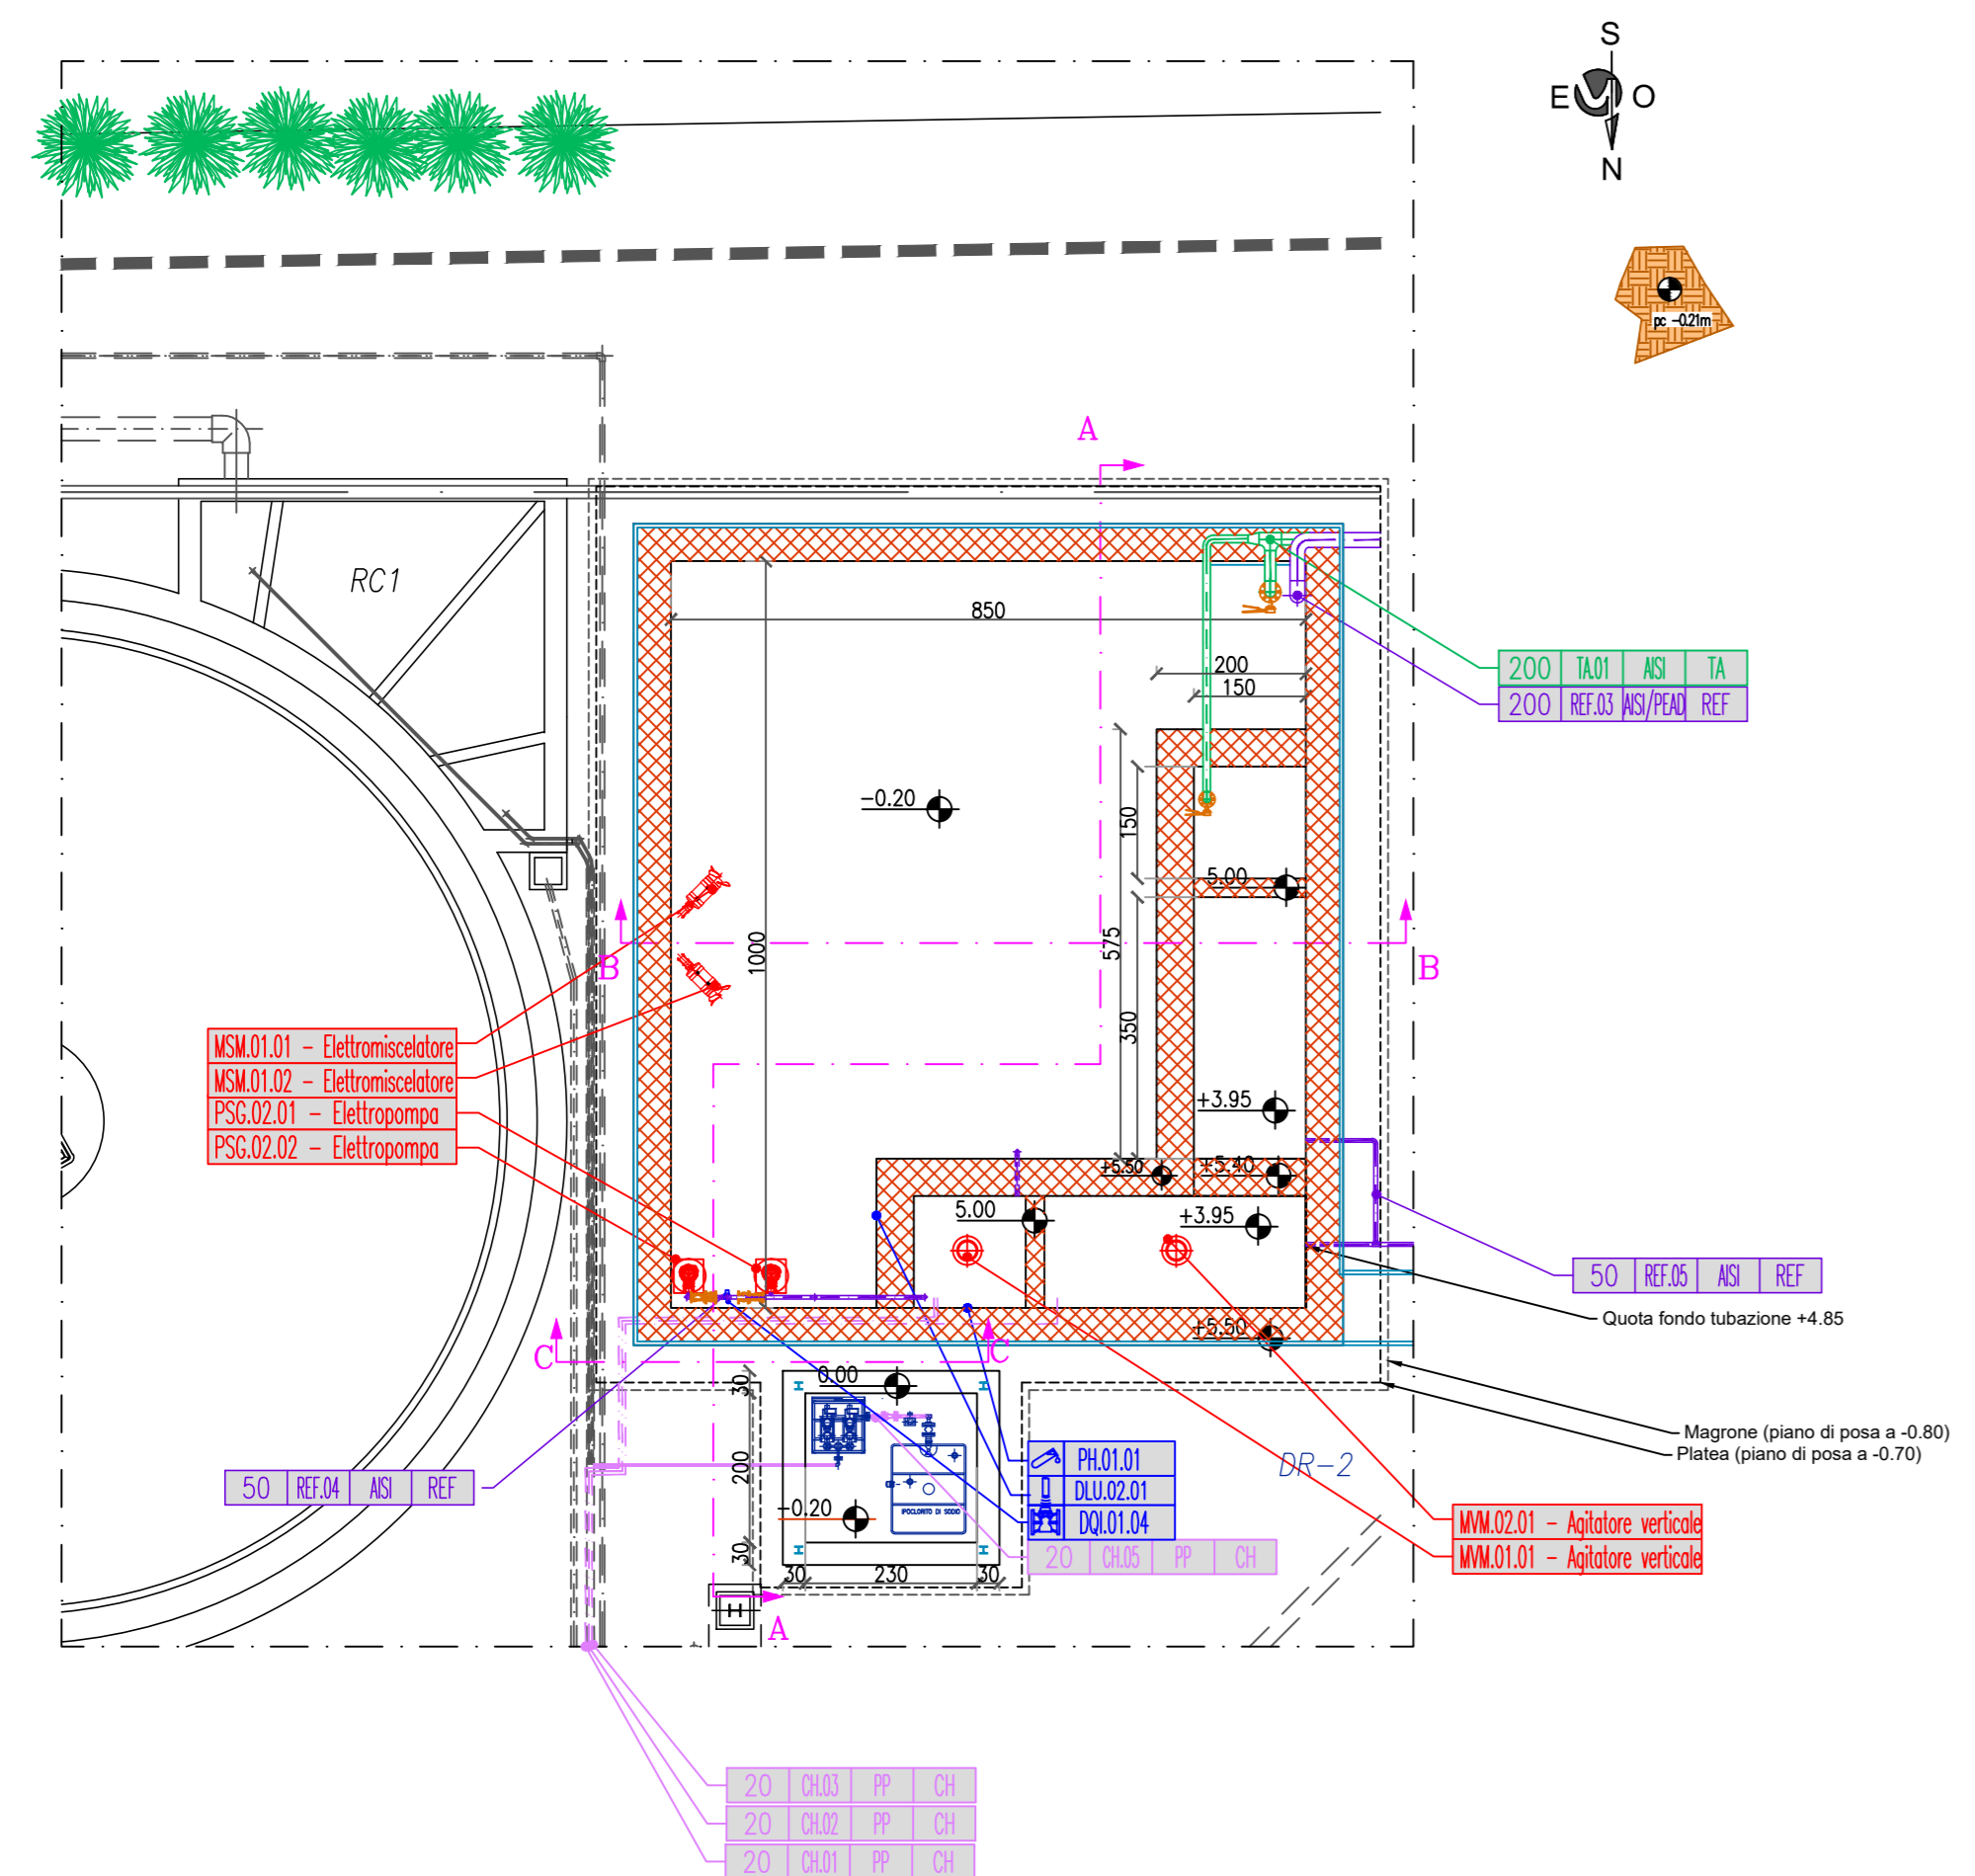 S
E O
N
pc -0.21m
A
RC1
850
200
150
200 TA.01 AISI TA
200 REF.03 AISI/PEAD REF
-0.20
150
5.00
575
1000
B
B
350
MSM.01.01 - Elettromiscelatore
MSM.01.02 - Elettromiscelatore
PSG.02.01 - Elettropompa
PSG.02.02 - Elettropompa
+3.95
+5.50
+5.40
5.00
+3.95
50 REF.05 AISI REF
Quota fondo tubazione +4.85
+5.50
C
C
0.00
30
200
30
Magrone (piano di posa a -0.80)
Platea (piano di posa a -0.70)
DR-2
PH.01.01
DLU.02.01
DQI.01.04
50 REF.04 AISI REF
IPOCLORITO DI SODIO
+0.20
MVM.02.01 - Agitatore verticale
MVM.01.01 - Agitatore verticale
20 CH.05 PP CH
30 230 30
H
A
20 CH.03 PP CH
20 CH.02 PP CH
20 CH.01 PP CH